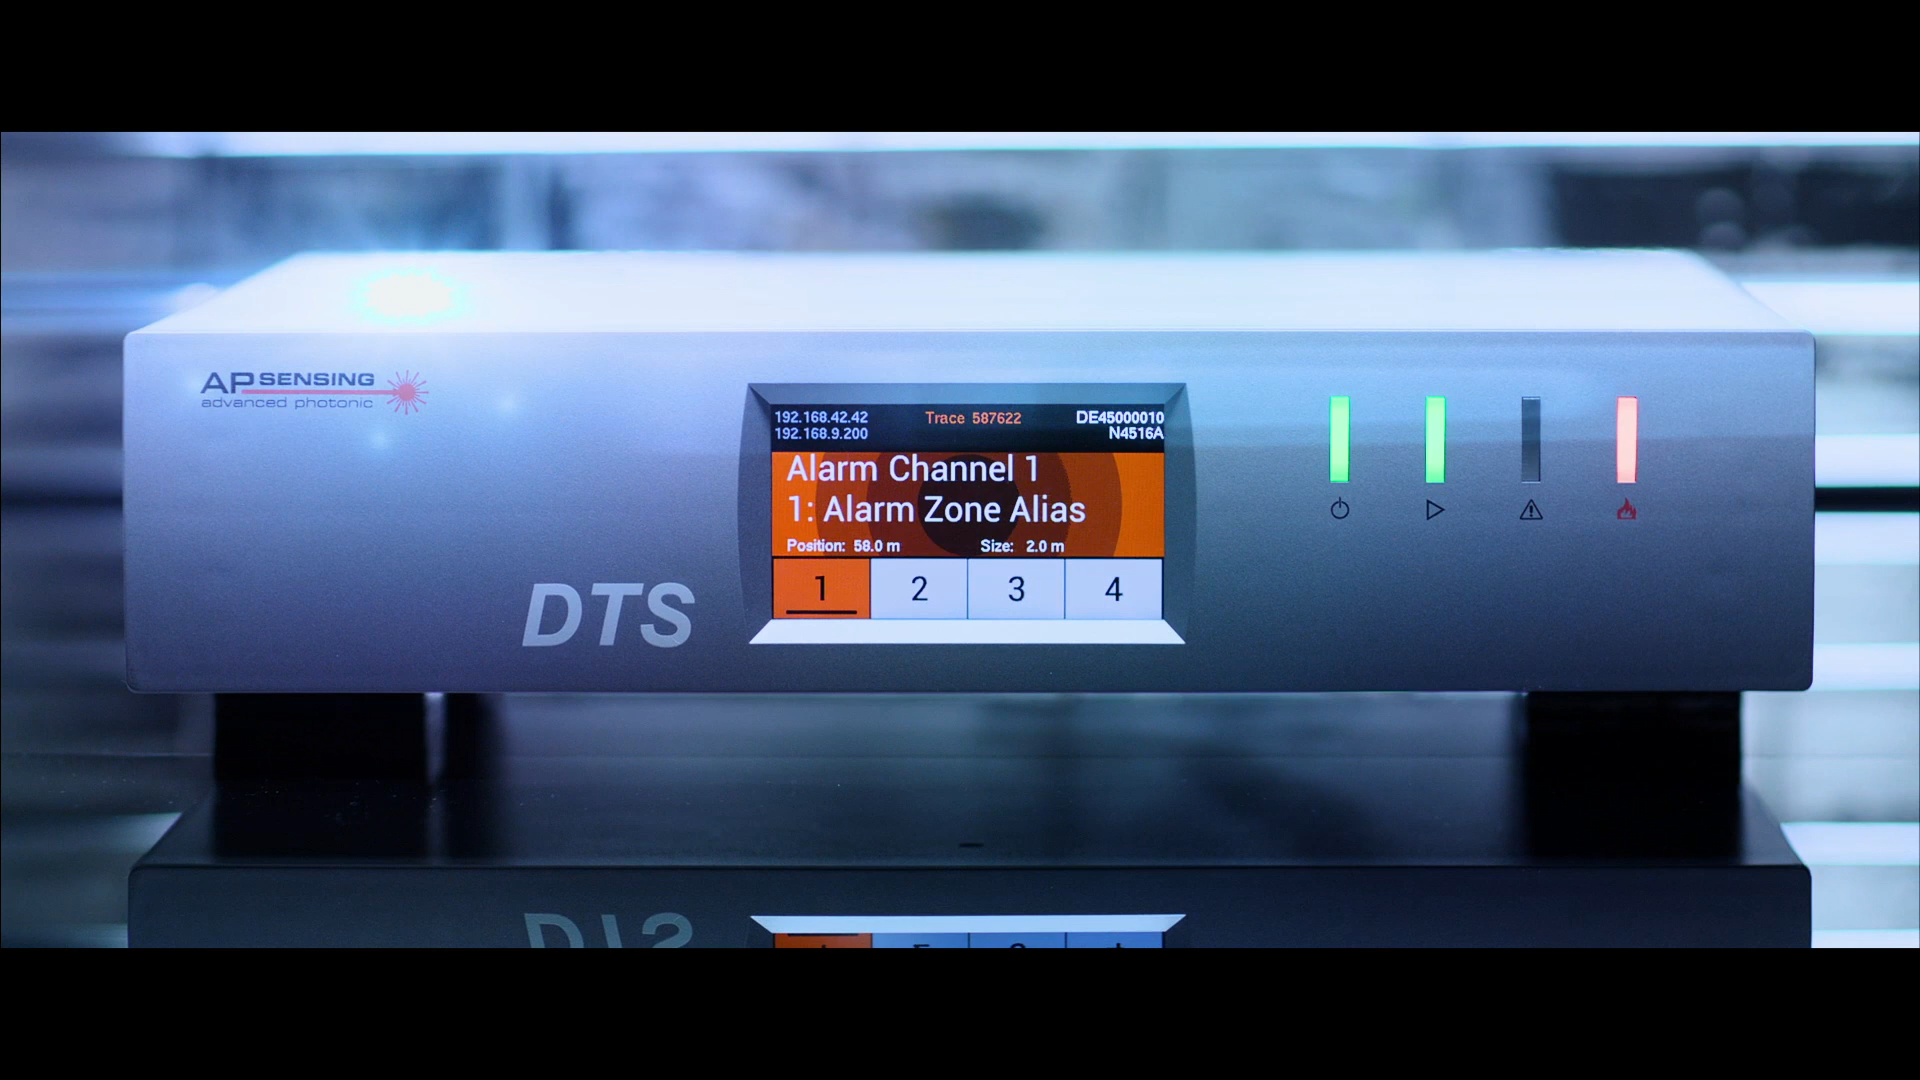 AP SENSING
advanced photonic
192.168.42.42 Trace 587622 DE45000010
192.168.9.200 N4516A
Alarm Channel 1
1: Alarm Zone Alias
Position: 58.0 m Size: 2.0 m
1 2 3 4
DTS